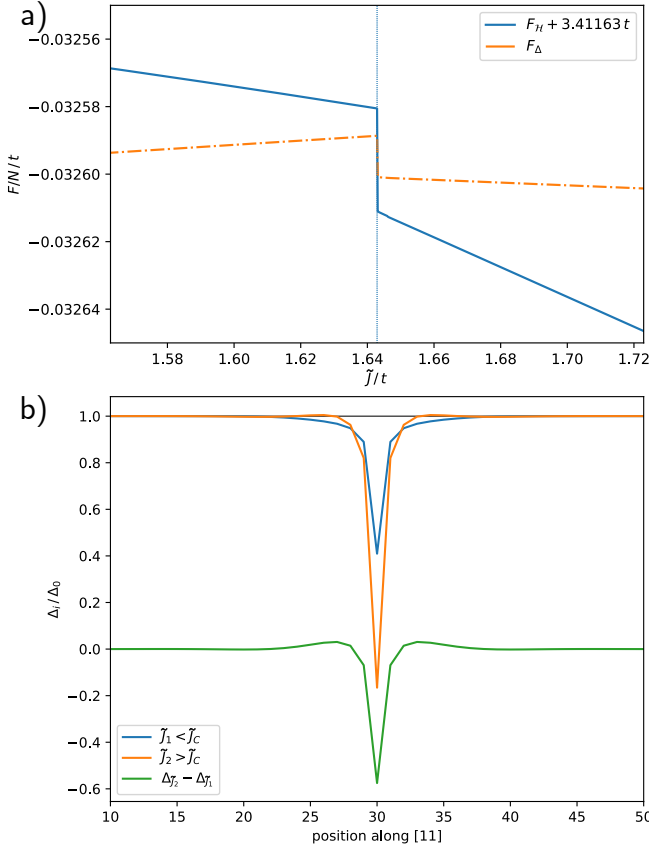 a)
−0.03256
−0.03258
−0.03260
−0.03262
−0.03264
F/N/t
F_ℋ + 3.41163 t
F_Δ
1.58 1.60 1.62 1.64 1.66 1.68 1.70 1.72
J̃/t
b)
1.0
0.8
0.6
0.4
0.2
0.0
−0.2
−0.4
−0.6
Δ_i/Δ_0
J̃_1 < J̃_C
J̃_2 > J̃_C
Δ_J̃_2 − Δ_J̃_1
10 15 20 25 30 35 40 45 50
position along [11]